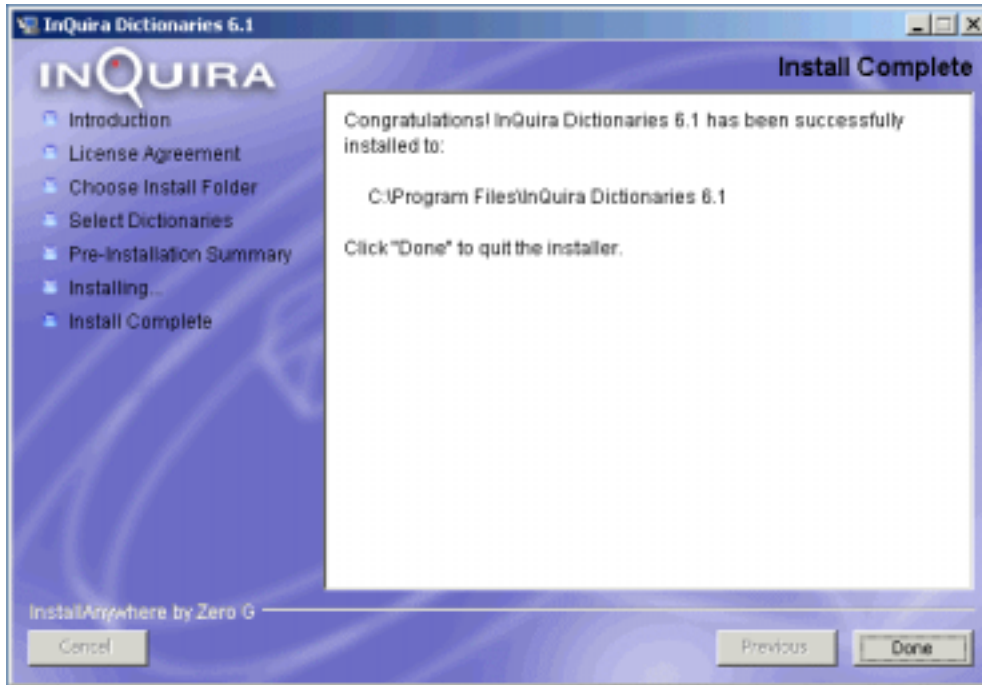 InQuira Dictionaries 6.1
INQUIRA
Install Complete
Introduction
License Agreement
Choose Install Folder
Select Dictionaries
Pre-Installation Summary
Installing...
Install Complete
Congratulations! InQuira Dictionaries 6.1 has been successfully
installed to:
C:\Program Files\InQuira Dictionaries 6.1
Click "Done" to quit the installer.
InstallAnywhere by Zero G
Cancel
Previous
Done